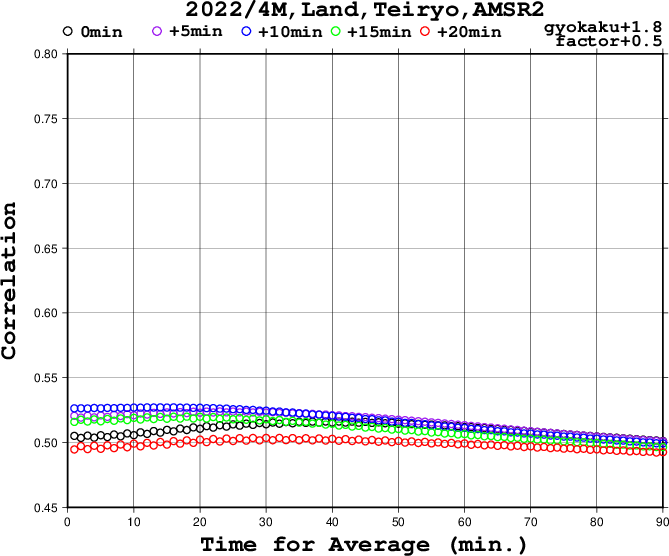 2022/4M,Land,Teiryo,AMSR2
0min +5min +10min +15min +20min
gyokaku+1.8
factor+0.5
0.80
0.75
0.70
0.65
0.60
0.55
0.50
0.45
Correlation
0 10 20 30 40 50 60 70 80 90
Time for Average (min.)